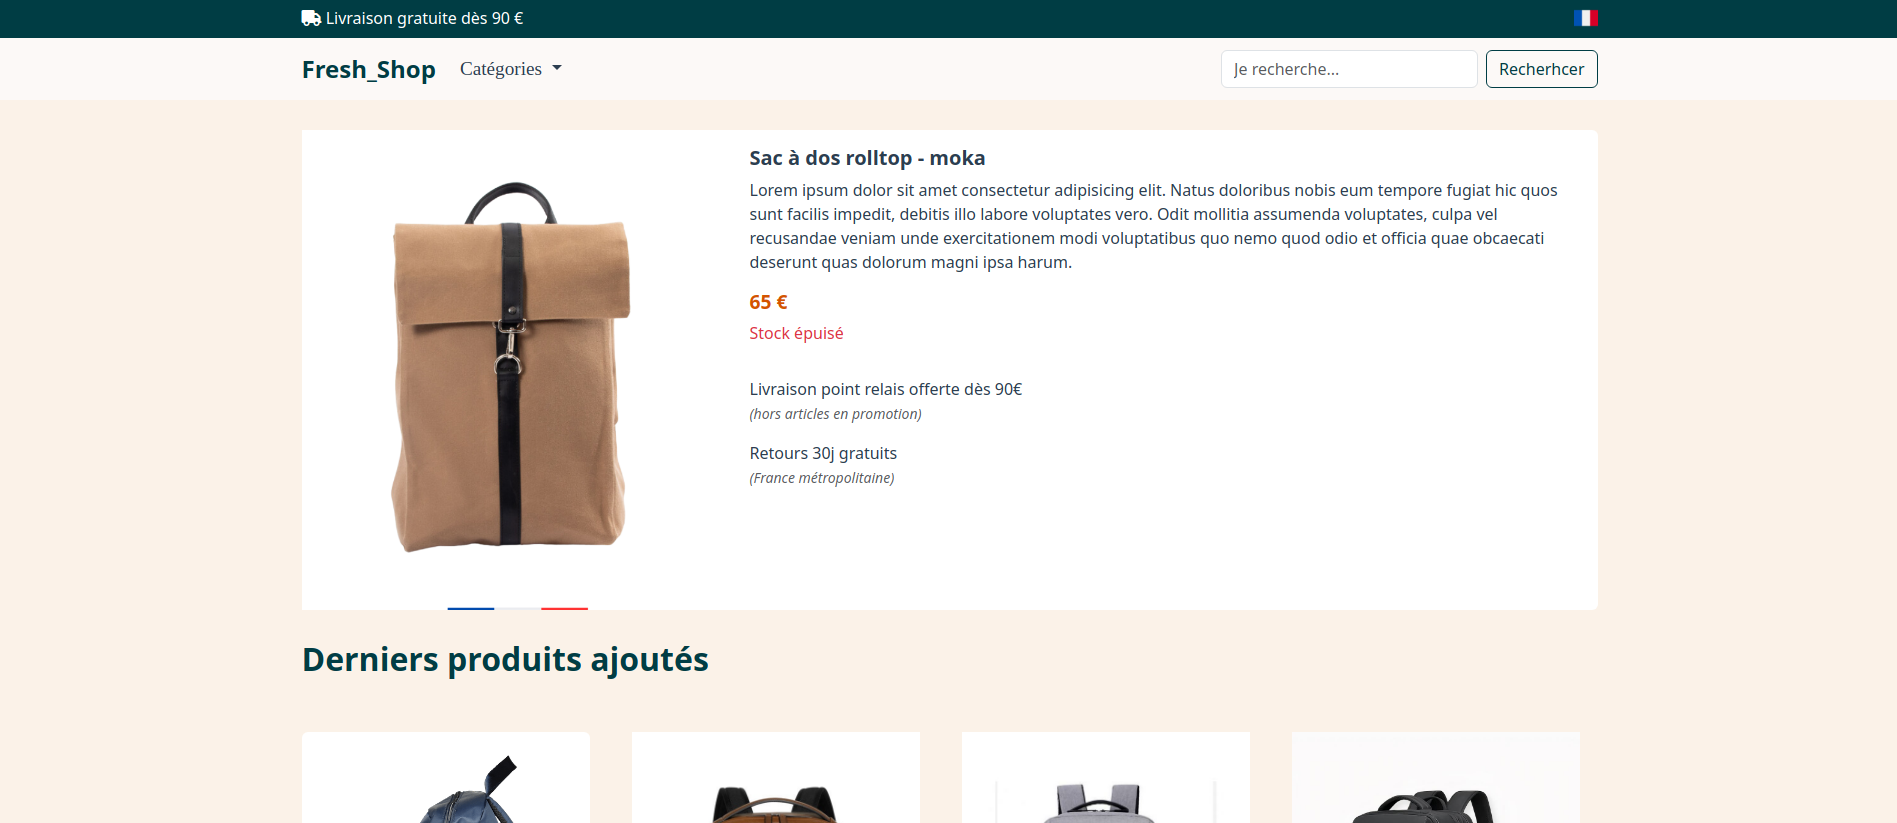 Livraison gratuite dès 90 €
Fresh_Shop
Catégories
Je recherche...
Recherhcer
Sac à dos rolltop - moka
Lorem ipsum dolor sit amet consectetur adipisicing elit. Natus doloribus nobis eum tempore fugiat hic quos
sunt facilis impedit, debitis illo labore voluptates vero. Odit mollitia assumenda voluptates, culpa vel
recusandae veniam unde exercitationem modi voluptatibus quo nemo quod odio et officia quae obcaecati
deserunt quas dolorum magni ipsa harum.
65 €
Stock épuisé
Livraison point relais offerte dès 90€
(hors articles en promotion)
Retours 30j gratuits
(France métropolitaine)
Derniers produits ajoutés